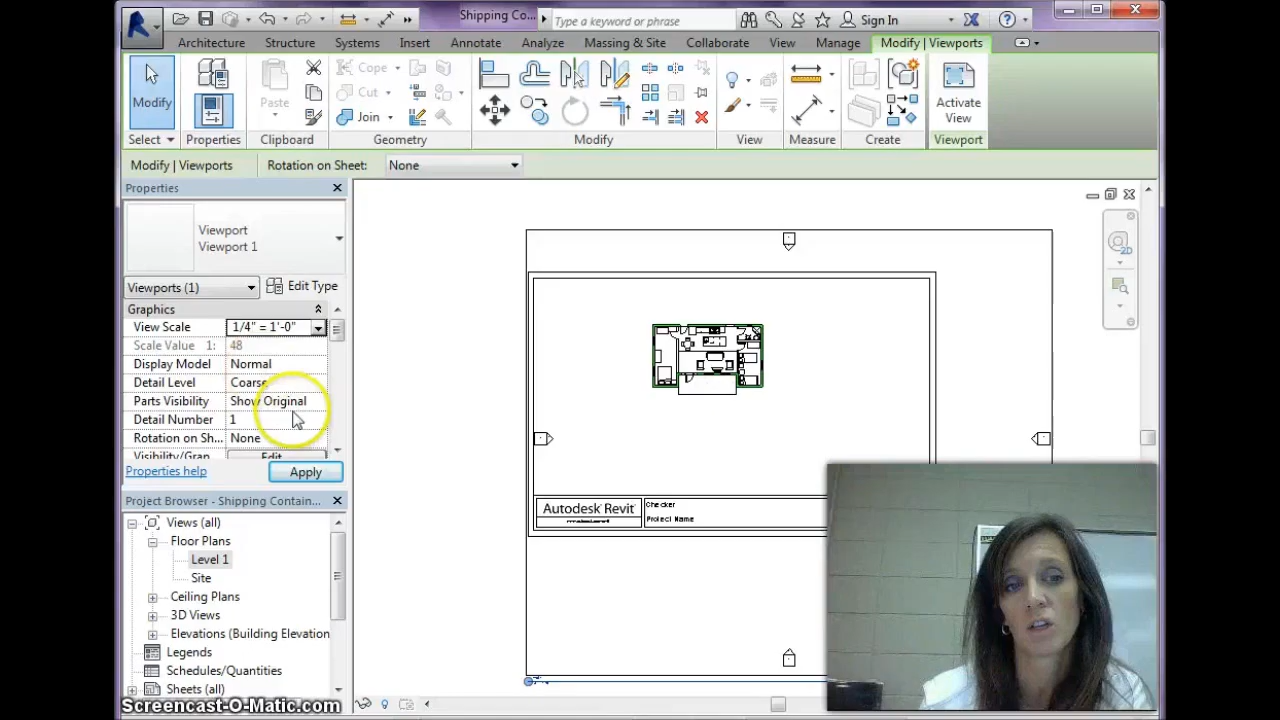 Shipping Co...
Type a keyword or phrase
Sign In
Architecture
Structure
Systems
Insert
Annotate
Analyze
Massing & Site
Collaborate
View
Manage
Modify | Viewports
Modify
Paste
Cope
Cut
Join
Activate
View
Select
Properties
Clipboard
Geometry
Modify
View
Measure
Create
Viewport
Modify | Viewports
Rotation on Sheet:
None
Properties
Viewport
Viewport 1
Viewports (1)
Edit Type
Graphics
View Scale
1/4" = 1'-0"
Scale Value 1:
48
Display Model
Normal
Detail Level
Coarse
Parts Visibility
Show Original
Detail Number
1
Rotation on Sh...
None
Visibility/Grap
Edit...
Properties help
Apply
Project Browser - Shipping Contain...
Views (all)
Floor Plans
Level 1
Site
Ceiling Plans
3D Views
Elevations (Building Elevation
Legends
Schedules/Quantities
Sheets (all)
2D
Autodesk Revit
Checker
Project Name
Screencast-O-Matic.com